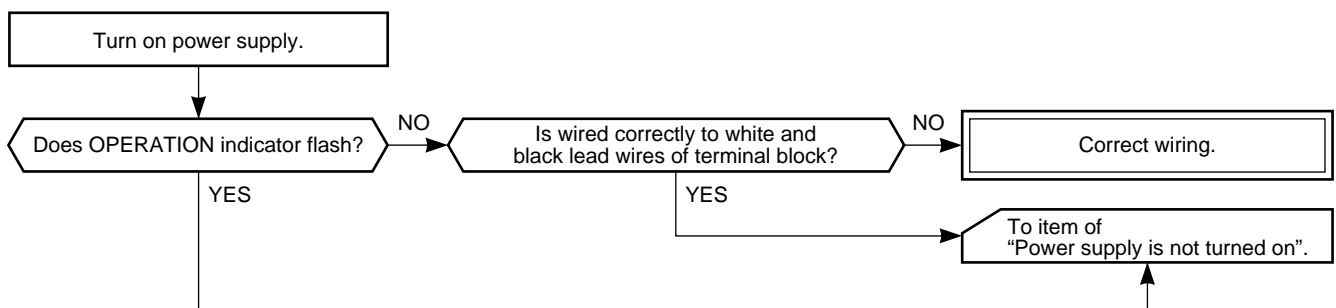 Turn on power supply.
Does OPERATION indicator flash?
NO
Is wired correctly to white and
black lead wires of terminal block?
NO
Correct wiring.
YES
YES
To item of
“Power supply is not turned on”.